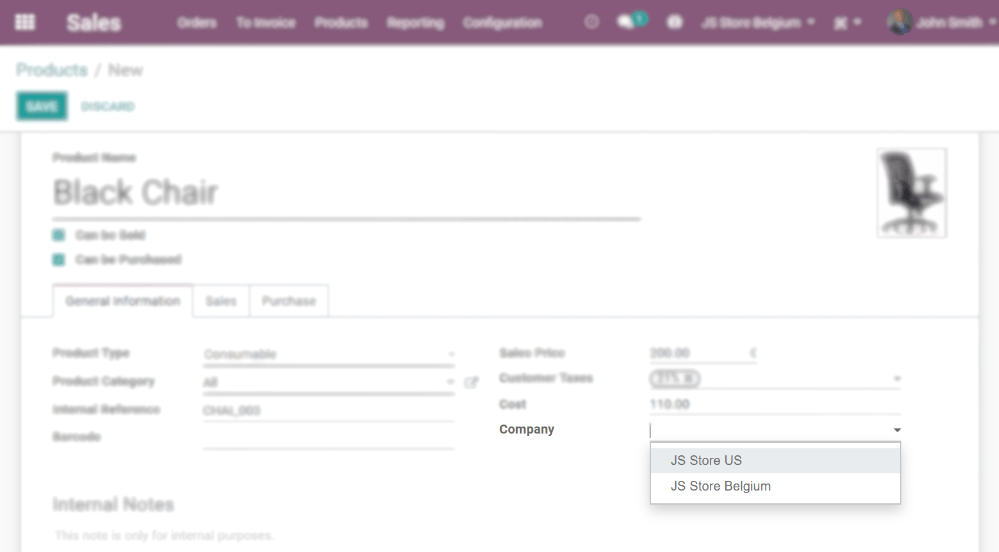 Sales Orders To Invoice Products Reporting Configuration 1 JS Store Belgium John Smith
Products / New
SAVE DISCARD
Product Name
Black Chair
Can be Sold
Can be Purchased
General Information Sales Purchase
Product Type Consumable
Sales Price 200.00 €
Product Category All
Customer Taxes 21%
Internal Reference CHAI_003
Cost 110.00
Barcode
Company
JS Store US
JS Store Belgium
Internal Notes
This note is only for internal purposes.